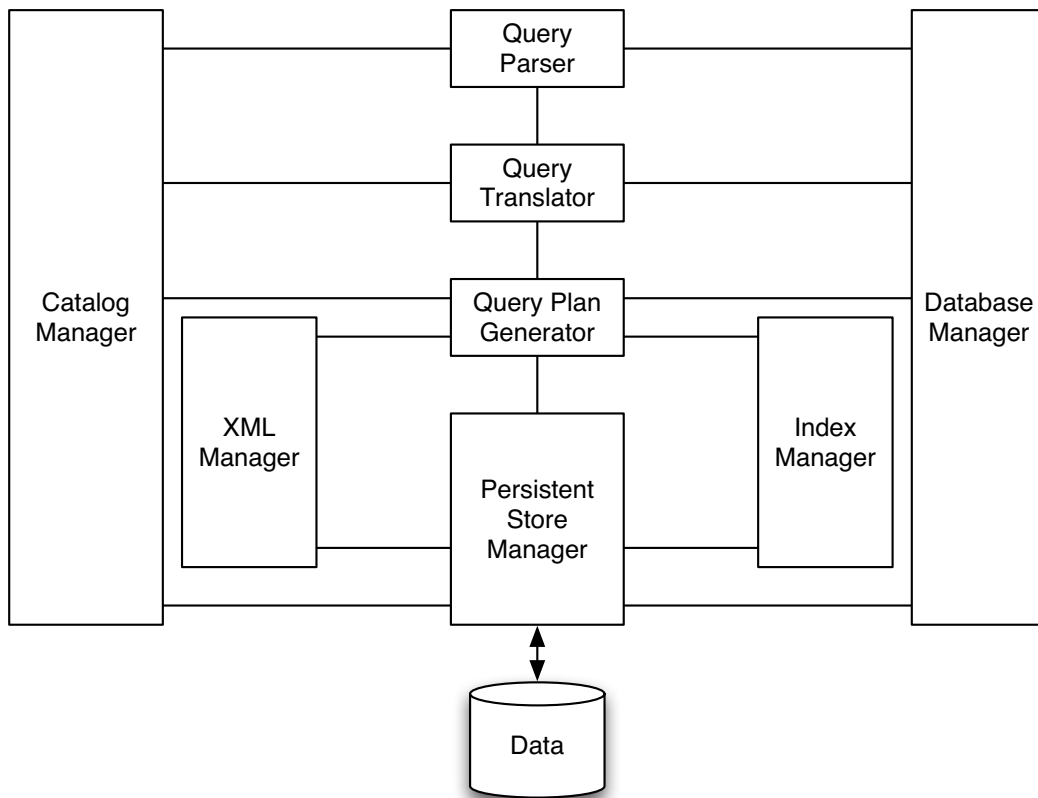 Query
Parser
Query
Translator
Catalog
Manager
Query Plan
Generator
Database
Manager
XML
Manager
Index
Manager
Persistent
Store
Manager
Data